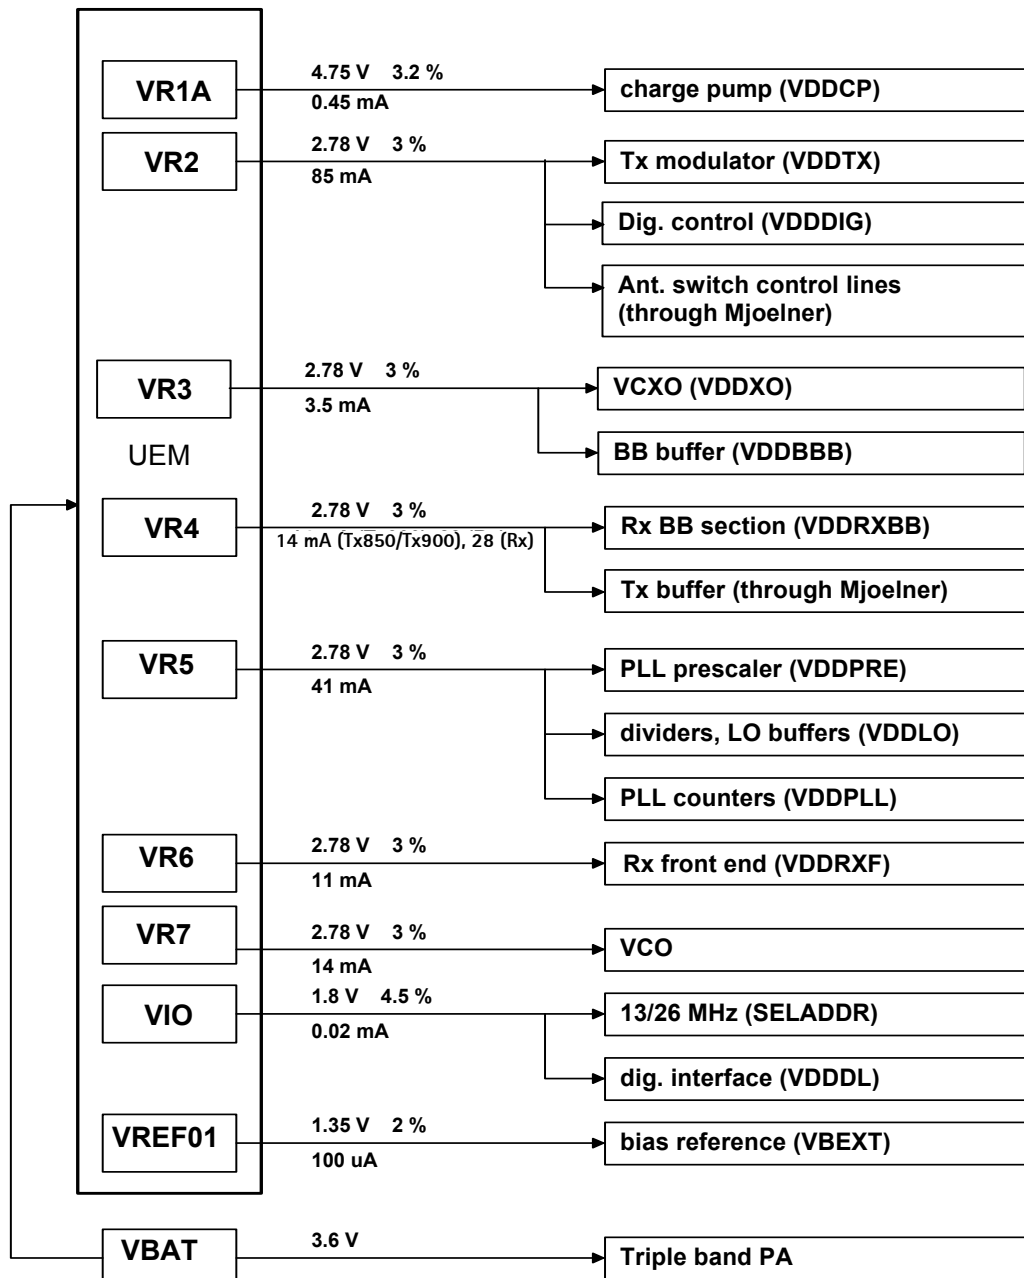 VR1A
4.75 V 3.2 %
0.45 mA
charge pump (VDDCP)
VR2
2.78 V 3 %
85 mA
Tx modulator (VDDTX)
Dig. control (VDDDIG)
Ant. switch control lines
(through Mjoelner)
VR3
2.78 V 3 %
3.5 mA
VCXO (VDDXO)
BB buffer (VDDBBB)
UEM
VR4
2.78 V 3 %
14 mA (Tx850/Tx900), 28 (Rx)
Rx BB section (VDDRXBB)
Tx buffer (through Mjoelner)
VR5
2.78 V 3 %
41 mA
PLL prescaler (VDDPRE)
dividers, LO buffers (VDDLO)
PLL counters (VDDPLL)
VR6
2.78 V 3 %
11 mA
Rx front end (VDDRXF)
VR7
2.78 V 3 %
14 mA
VCO
VIO
1.8 V 4.5 %
0.02 mA
13/26 MHz (SELADDR)
dig. interface (VDDDL)
VREF01
1.35 V 2 %
100 uA
bias reference (VBEXT)
VBAT
3.6 V
Triple band PA